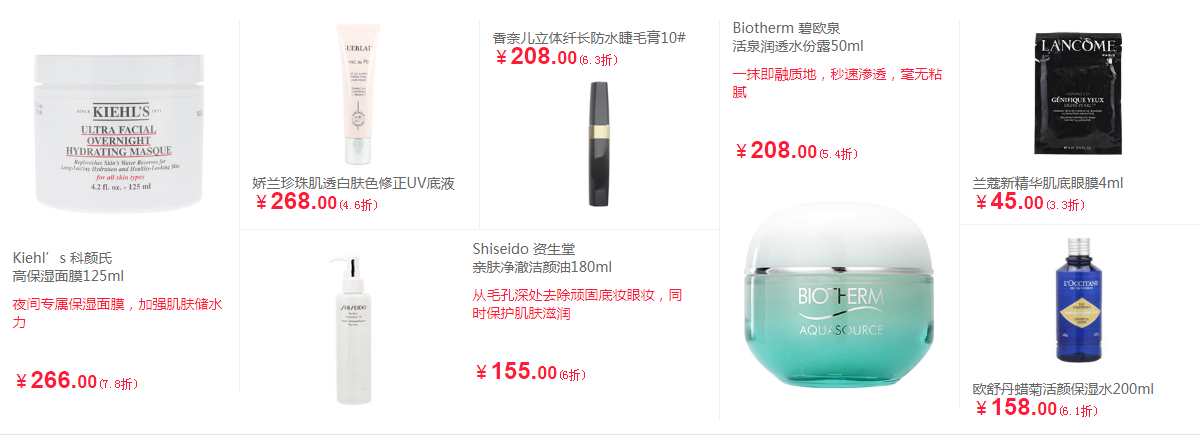 SINCE KIEHL'S 1851
ULTRA FACIAL
OVERNIGHT
HYDRATING MASQUE
Replenishes Skin's Water Reserves for
Long-Lasting Hydration and Healthy-Looking Skin
for all skin types
4.2 fl. oz. - 125 ml
Kiehl’s 科颜氏
高保湿面膜125ml
夜间专属保湿面膜，加强肌肤储水
力
￥266.00(7.8折)
GUERLAIN
娇兰珍珠肌透白肤色修正UV底液
￥268.00(4.6折)
香奈儿立体纤长防水睫毛膏10#
￥208.00(6.3折)
SHISEIDO
Shiseido 资生堂
亲肤净澈洁颜油180ml
从毛孔深处去除顽固底妆眼妆，同
时保护肌肤滋润
￥155.00(6折)
Biotherm 碧欧泉
活泉润透水份露50ml
一抹即融质地，秒速渗透，毫无粘
腻
￥208.00(5.4折)
BIOTHERM
AQUASOURCE
LANCÔME
PARIS
ADVANCED
GÉNIFIQUE YEUX
LIGHT-PEARL
兰蔻新精华肌底眼膜4ml
￥45.00(3.3折)
L'OCCITANE
欧舒丹蜡菊活颜保湿水200ml
￥158.00(6.1折)